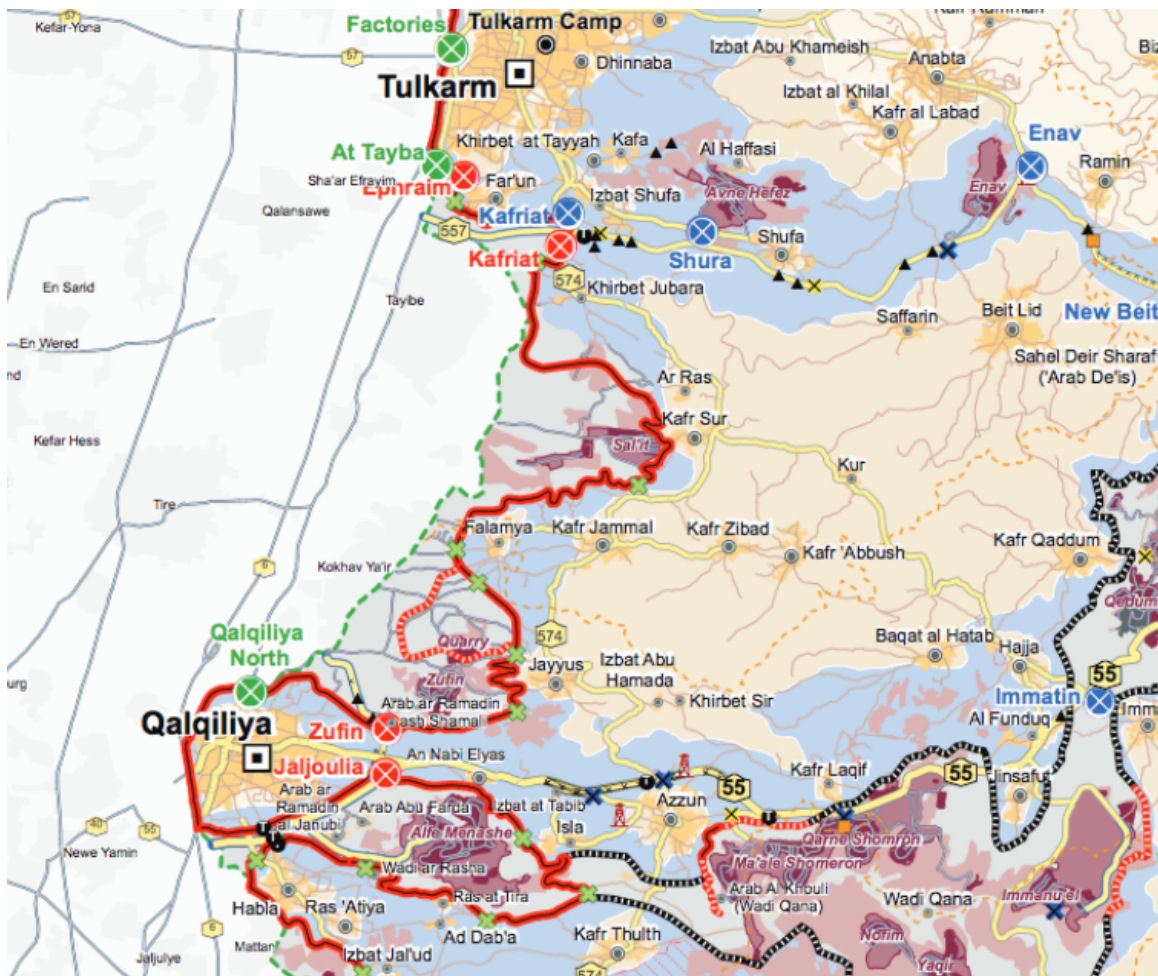 57
Kefar-Yona
Factories
Tulkarm Camp
Izbat Abu Khameish
Anabta
57
Dhinnaba
Tulkarm
Izbat al Khilal
Kafr al Labad
Enav
Khirbet at Tayyah
Kafa
At Tayba
Al Haffasi
Ramin
Sha'ar Efrayim
Ephraim
Far'un
Avne Hefez
Enav
Izbat Shufa
Qalansawe
Kafriat
557
Shufa
Kafriat
Shura
574
Khirbet Jubara
En Sarid
Tayibe
Saffarin
Beit Lid
New Beit
En Wered
Sahel Deir Sharaf
('Arab De'is)
Ar Ras
Kafr Sur
Kefar Hess
Sal'it
Kur
Tire
Falamya
Kafr Jammal
Kafr Zibad
Kafr 'Abbush
Kafr Qaddum
6
Kokhav Ya'ir
Qalqiliya
North
574
Quarry
Baqat al Hatab
Hajja
Jayyus
Izbat Abu
Hamada
55
Zufin
Khirbet Sir
Immatin
Arab ar Ramadin
ash Shamal
Al Funduq
Qalqiliya
Zufin
An Nabi Elyas
Jaljoulia
Kafr Laqif
55
Jinsafut
55
Arab ar
Ramadin
al Janubi
Arab Abu Farda
Izbat at Tabib
Azzun
40
55
Alfe Menashe
Isla
Qarne Shomron
Newe Yamin
Ma'ale Shomeron
Wadi ar Rasha
Arab Al Khouli
(Wadi Qana)
Immanu'el
Habla
Ras 'Atiya
Ras at Tira
Wadi Qana
6
Ad Dab'a
Kafr Thulth
Nofim
Mattan
Jaljulye
Izbat Jal'ud
Yaqir
574